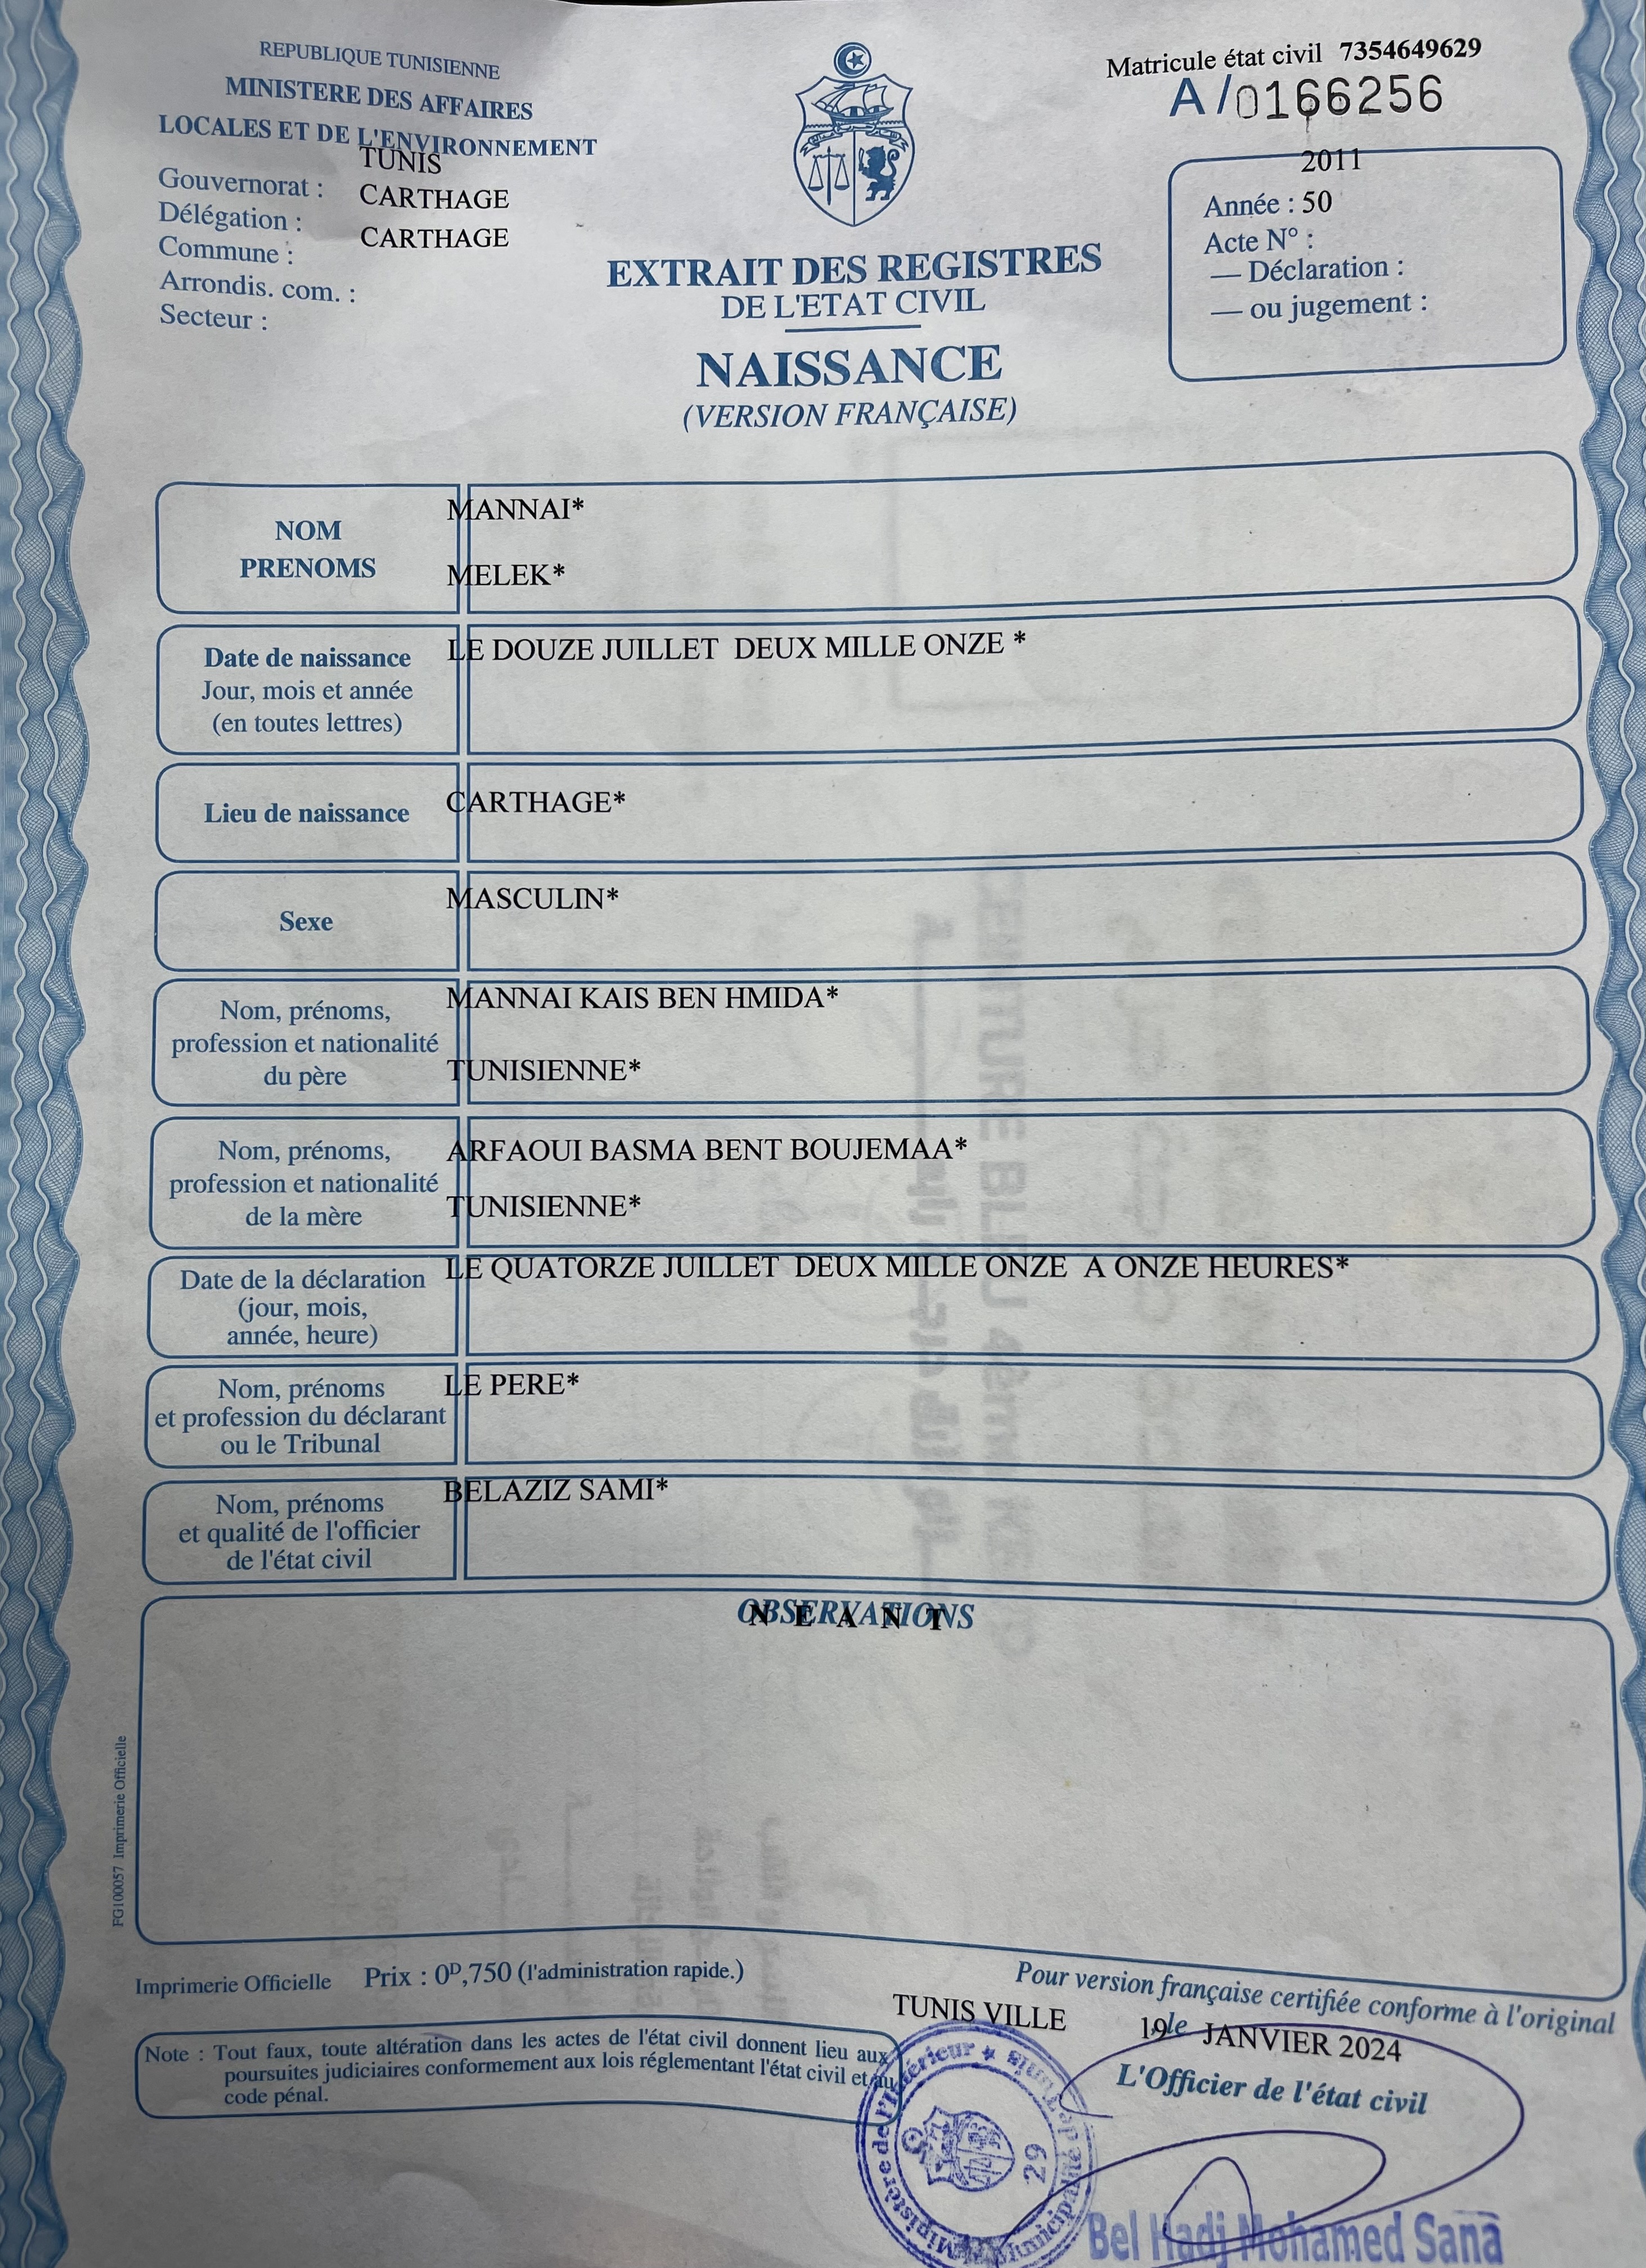 REPUBLIQUE TUNISIENNE
MINISTERE DES AFFAIRES
LOCALES ET DE L'ENVIRONNEMENT
Gouvernorat : TUNIS
Délégation : CARTHAGE
Commune : CARTHAGE
Arrondis. com. :
Secteur :
Matricule état civil 7354649629
A/0166256
2011
Année : 50
Acte N° :
— Déclaration :
— ou jugement :
EXTRAIT DES REGISTRES
DE L'ETAT CIVIL
NAISSANCE
(VERSION FRANÇAISE)
NOM
PRENOMS
MANNAI*
MELEK*
Date de naissance
Jour, mois et année
(en toutes lettres)
LE DOUZE JUILLET DEUX MILLE ONZE *
Lieu de naissance
CARTHAGE*
Sexe
MASCULIN*
Nom, prénoms,
profession et nationalité
du père
MANNAI KAIS BEN HMIDA*
TUNISIENNE*
Nom, prénoms,
profession et nationalité
de la mère
ARFAOUI BASMA BENT BOUJEMAA*
TUNISIENNE*
Date de la déclaration
(jour, mois,
année, heure)
LE QUATORZE JUILLET DEUX MILLE ONZE A ONZE HEURES*
Nom, prénoms
et profession du déclarant
ou le Tribunal
LE PERE*
Nom, prénoms
et qualité de l'officier
de l'état civil
BELAZIZ SAMI*
OBSERVATIONS
N E A N T
FG100057 Imprimerie Officielle
Imprimerie Officielle Prix : 0ᴰ,750 (l'administration rapide.)
Pour version française certifiée conforme à l'original
TUNIS VILLE 19 le JANVIER 2024
L'Officier de l'état civil
Note : Tout faux, toute altération dans les actes de l'état civil donnent lieu aux
poursuites judiciaires conformement aux lois réglementant l'état civil et au
code pénal.
Ministère de l'Intérieur ★ Municipalité de Tunis
29
Bel Hadj Mohamed Sana